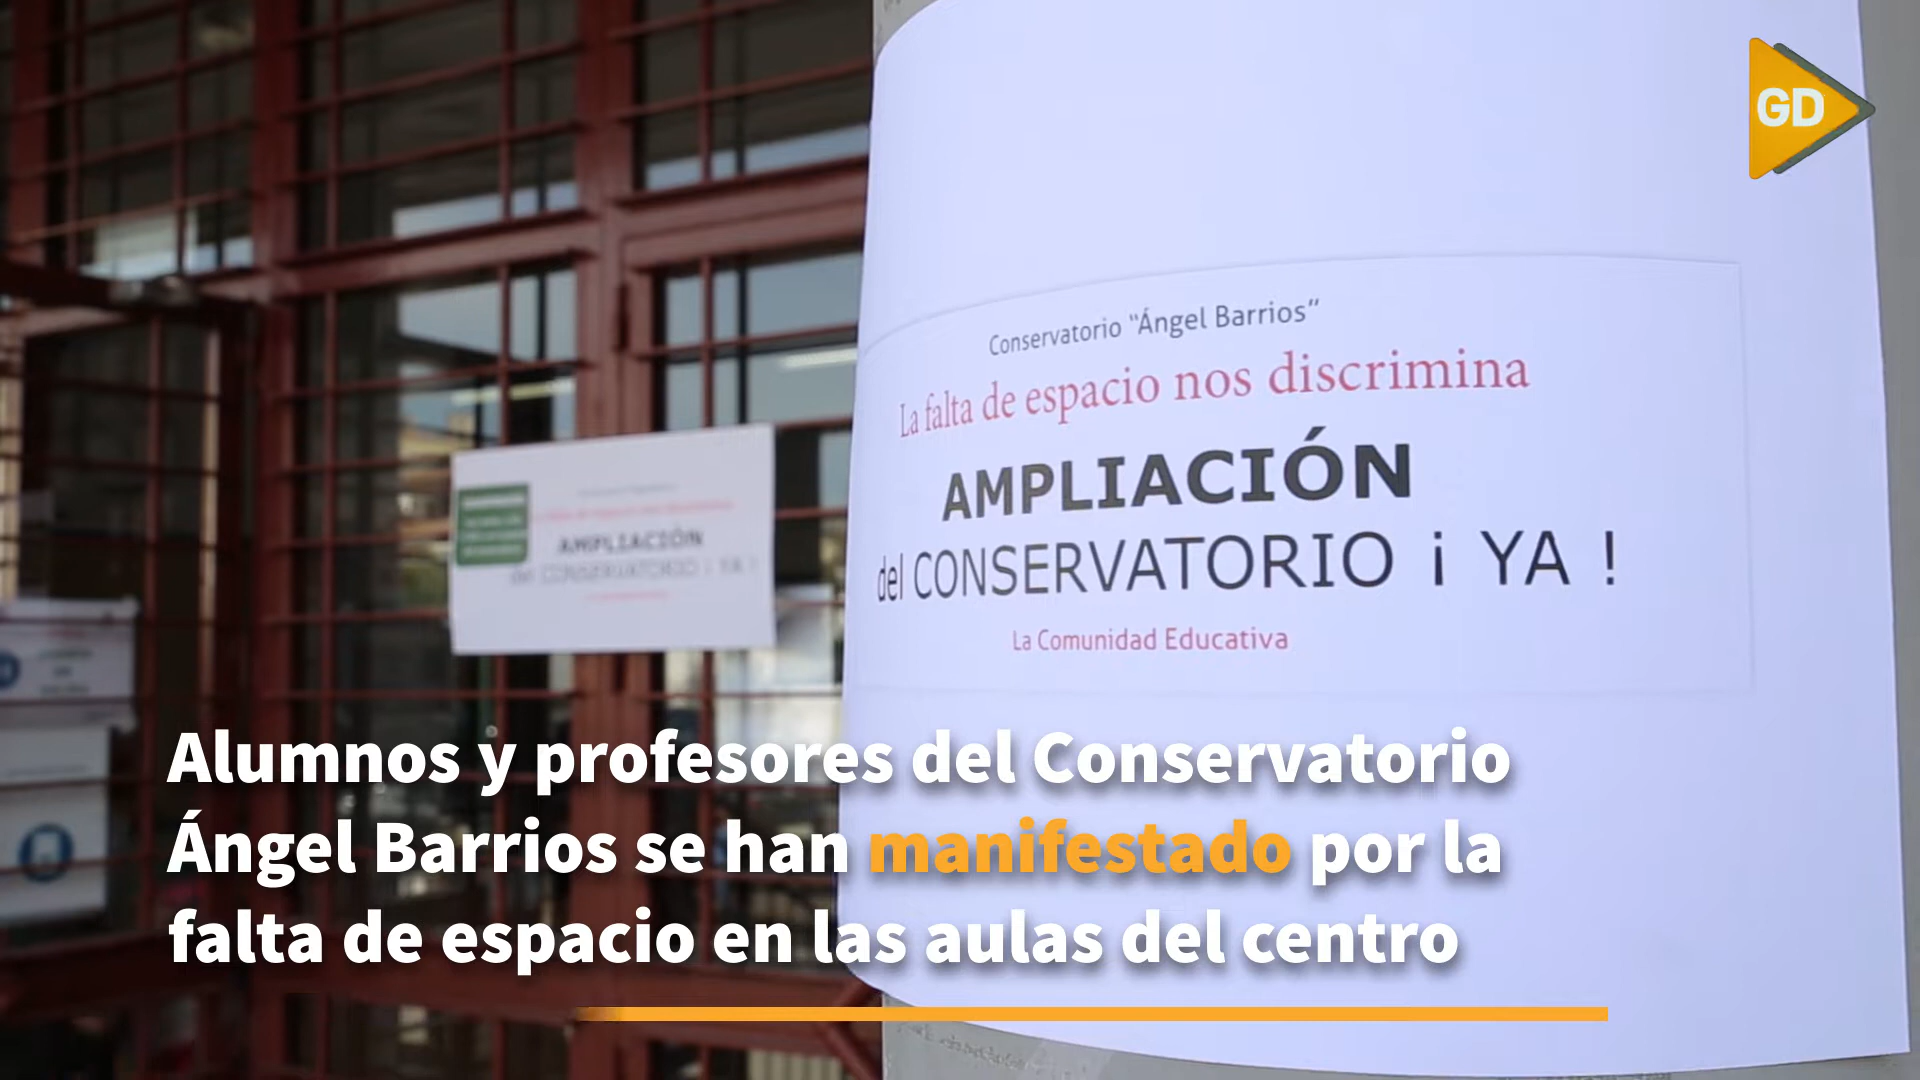 GD
Conservatorio "Ángel Barrios"
La falta de espacio nos discrimina
AMPLIACIÓN
del CONSERVATORIO ¡ YA !
La Comunidad Educativa
AMPLIACIÓN
del CONSERVATORIO ¡ YA !
Alumnos y profesores del Conservatorio
Ángel Barrios se han manifestado por la
falta de espacio en las aulas del centro